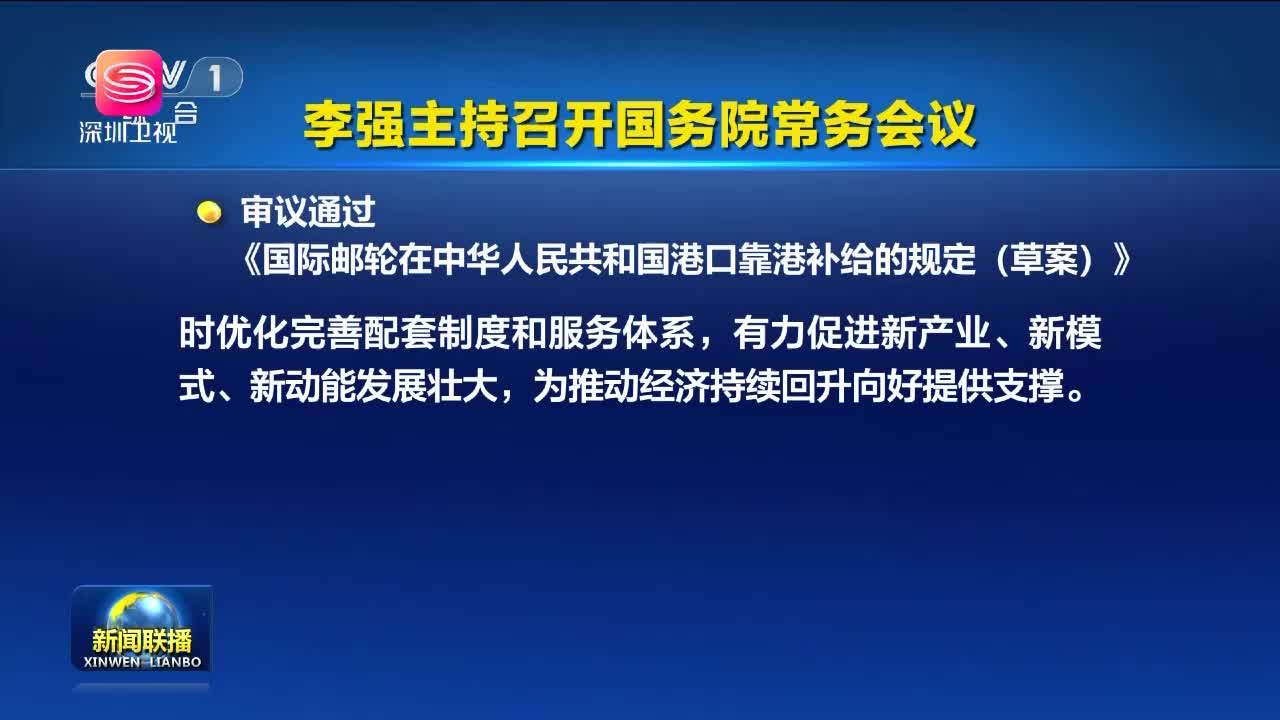 V 1
合
深圳卫视
李强主持召开国务院常务会议
审议通过
《国际邮轮在中华人民共和国港口靠港补给的规定（草案）》
时优化完善配套制度和服务体系，有力促进新产业、新模
式、新动能发展壮大，为推动经济持续回升向好提供支撑。
新闻联播
XINWEN LIANBO